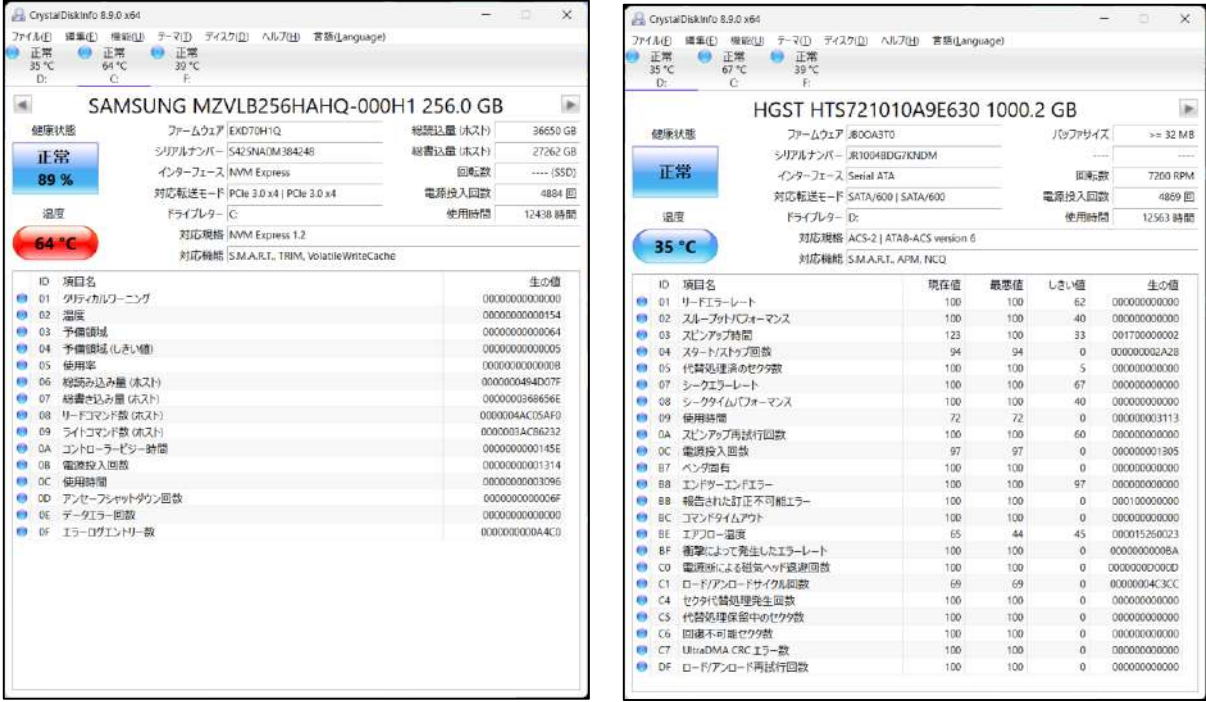 CrystalDiskInfo 8.9.0 x64
ファイル(F) 編集(E) 機能(U) テーマ(T) ディスク(D) ヘルプ(H) 言語(Language)
正常 正常 正常
35 °C 64 °C 39 °C
D: C: F:
SAMSUNG MZVLB256HAHQ-000H1 256.0 GB
健康状態
正常
89 %
温度
64 °C
ファームウェア EXD70H1Q 総読込量 (ホスト) 36650 GB
シリアルナンバー S425NA0M384248 総書込量 (ホスト) 27262 GB
インターフェース NVM Express 回転数 ---- (SSD)
対応転送モード PCIe 3.0 x4 | PCIe 3.0 x4 電源投入回数 4884 回
ドライブレター C: 使用時間 12438 時間
対応規格 NVM Express 1.2
対応機能 S.M.A.R.T., TRIM, VolatileWriteCache
ID 項目名 生の値
01 クリティカルワーニング 00000000000000
02 温度 00000000000154
03 予備領域 00000000000064
04 予備領域 (しきい値) 00000000000005
05 使用率 0000000000000B
06 総読み込み量 (ホスト) 0000000494D07F
07 総書き込み量 (ホスト) 0000000368656E
08 リードコマンド数 (ホスト) 0000004AC05AF0
09 ライトコマンド数 (ホスト) 0000003ACB6232
0A コントローラービジー時間 0000000000145E
0B 電源投入回数 00000000001314
0C 使用時間 00000000003096
0D アンセーフシャットダウン回数 0000000000006F
0E データエラー回数 00000000000000
0F エラーログエントリー数 0000000000A4C0
CrystalDiskInfo 8.9.0 x64
ファイル(F) 編集(E) 機能(U) テーマ(T) ディスク(D) ヘルプ(H) 言語(Language)
正常 正常 正常
35 °C 67 °C 39 °C
D: C: F:
HGST HTS721010A9E630 1000.2 GB
健康状態
正常
温度
35 °C
ファームウェア JB0OA3T0 バッファサイズ >= 32 MB
シリアルナンバー JR1004BDG7KNDM ---- ----
インターフェース Serial ATA 回転数 7200 RPM
対応転送モード SATA/600 | SATA/600 電源投入回数 4869 回
ドライブレター D: 使用時間 12563 時間
対応規格 ACS-2 | ATA8-ACS version 6
対応機能 S.M.A.R.T., APM, NCQ
ID 項目名 現在値 最悪値 しきい値 生の値
01 リードエラーレート 100 100 62 000000000000
02 スループットパフォーマンス 100 100 40 000000000000
03 スピンアップ時間 123 100 33 001700000002
04 スタート/ストップ回数 94 94 0 000000002A28
05 代替処理済のセクタ数 100 100 5 000000000000
07 シークエラーレート 100 100 67 000000000000
08 シークタイムパフォーマンス 100 100 40 000000000000
09 使用時間 72 72 0 000000003113
0A スピンアップ再試行回数 100 100 60 000000000000
0C 電源投入回数 97 97 0 000000001305
B7 ベンダ固有 100 100 0 000000000000
B8 エンドツーエンドエラー 100 100 97 000000000000
BB 報告された訂正不可能エラー 100 100 0 000100000000
BC コマンドタイムアウト 100 100 0 000000000000
BE エアフロー温度 65 44 45 000015260023
BF 衝撃によって発生したエラーレート 100 100 0 0000000000BA
C0 電源断による磁気ヘッド退避回数 100 100 0 0000000D000D
C1 ロード/アンロードサイクル回数 69 69 0 00000004C3CC
C4 セクタ代替処理発生回数 100 100 0 000000000000
C5 代替処理保留中のセクタ数 100 100 0 000000000000
C6 回復不可能セクタ数 100 100 0 000000000000
C7 UltraDMA CRC エラー数 100 100 0 000000000000
DF ロード/アンロード再試行回数 100 100 0 000000000000